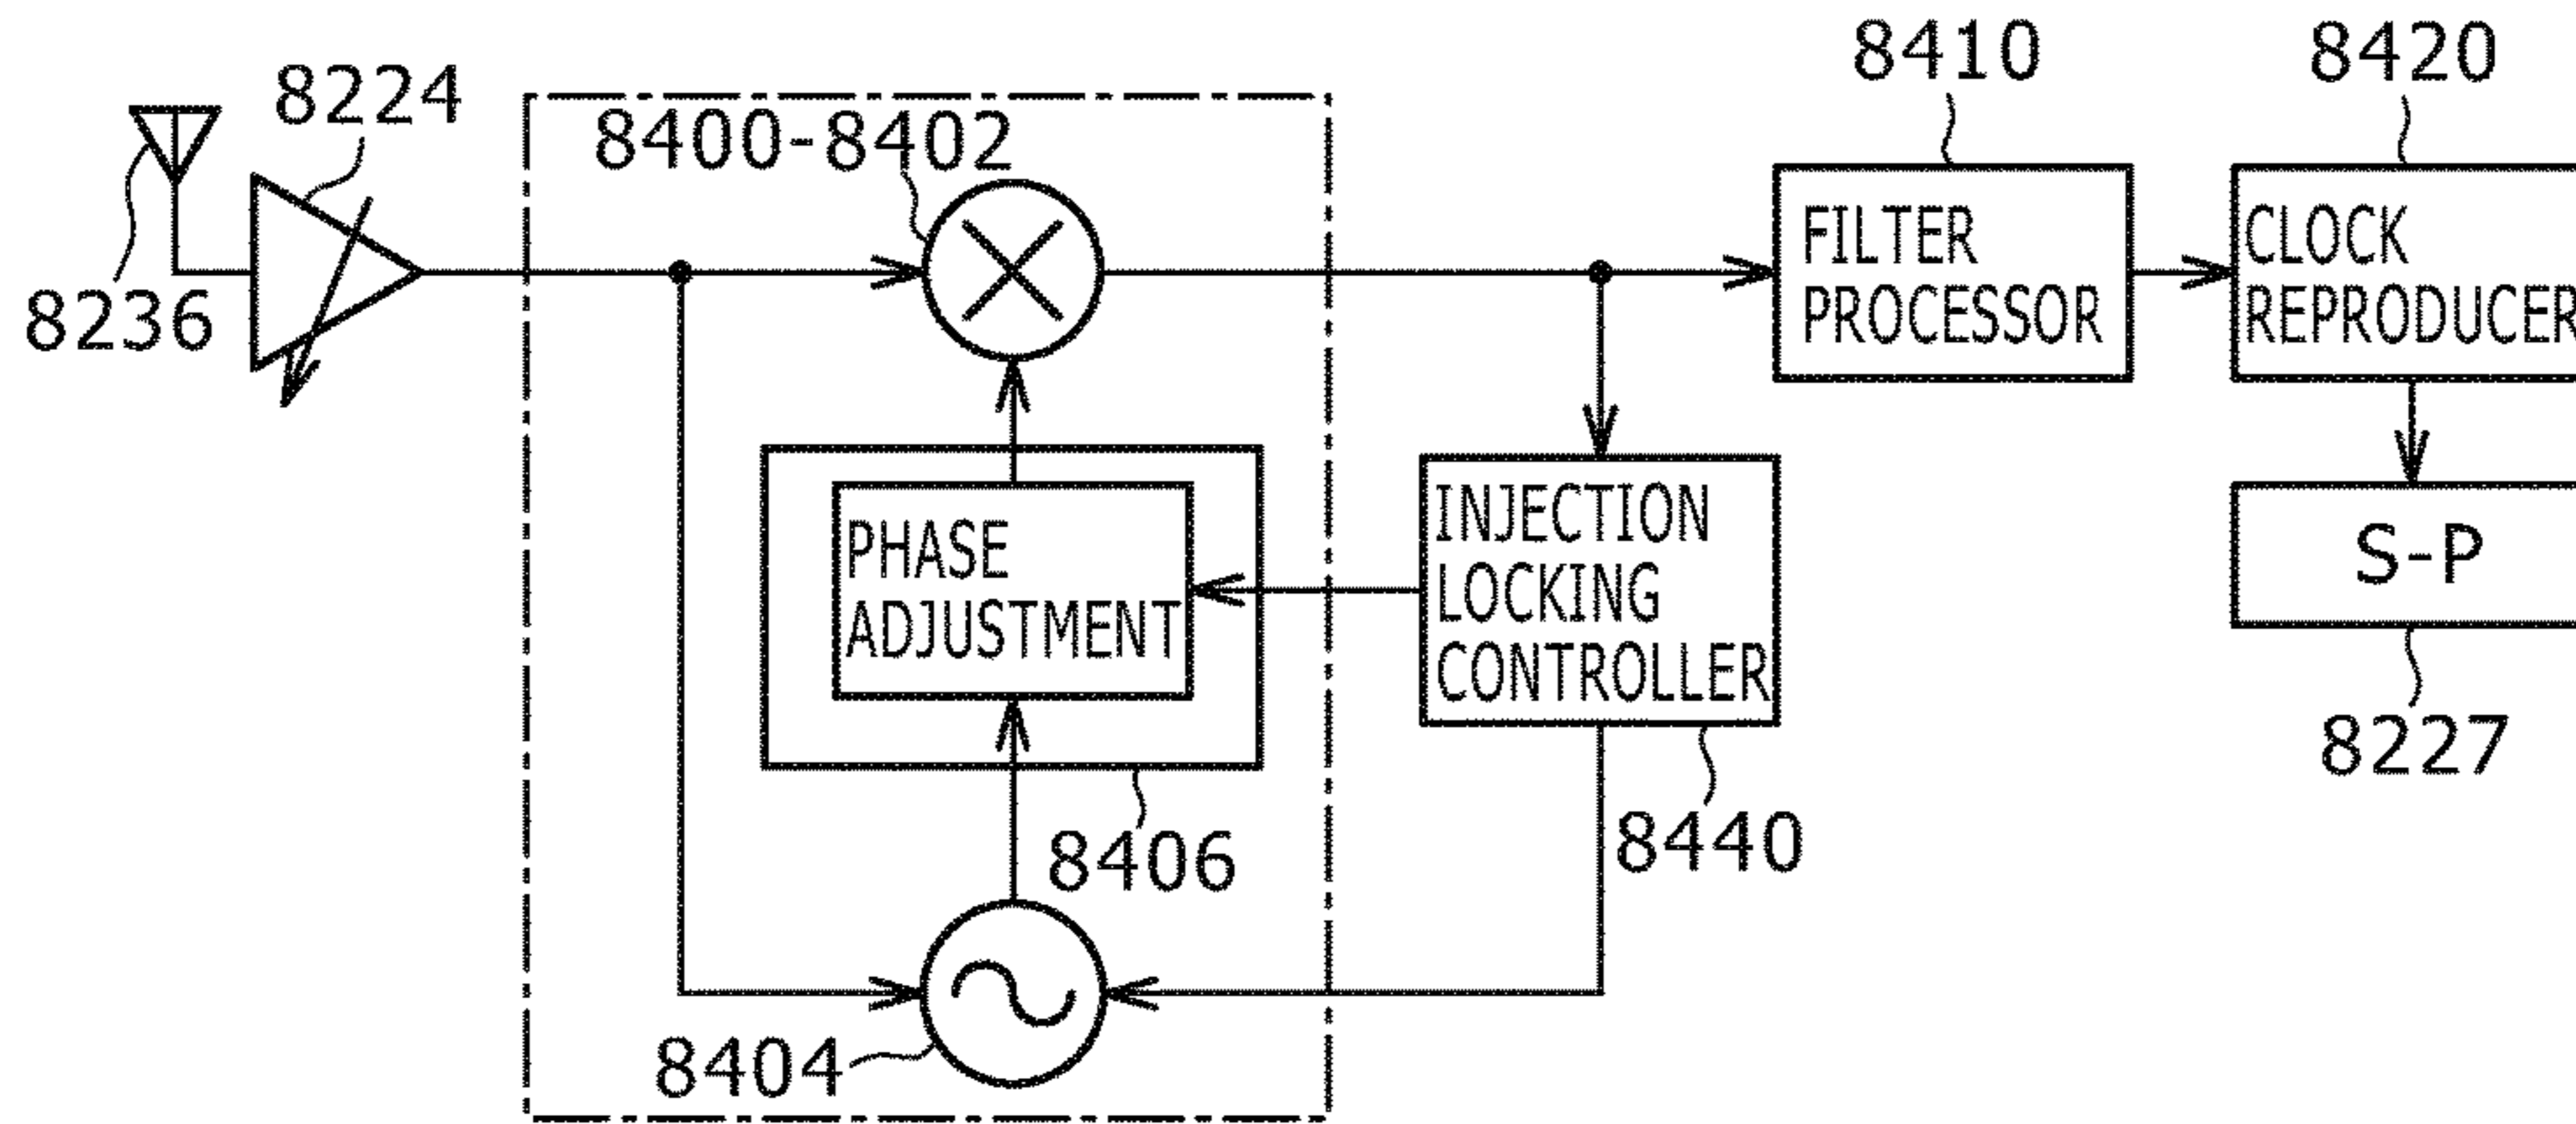 8410
8420
8224
8400-8402
FILTER
PROCESSOR
CLOCK
REPRODUCER
8236
PHASE
ADJUSTMENT
INJECTION
LOCKING
CONTROLLER
S-P
8227
8406
8440
8404